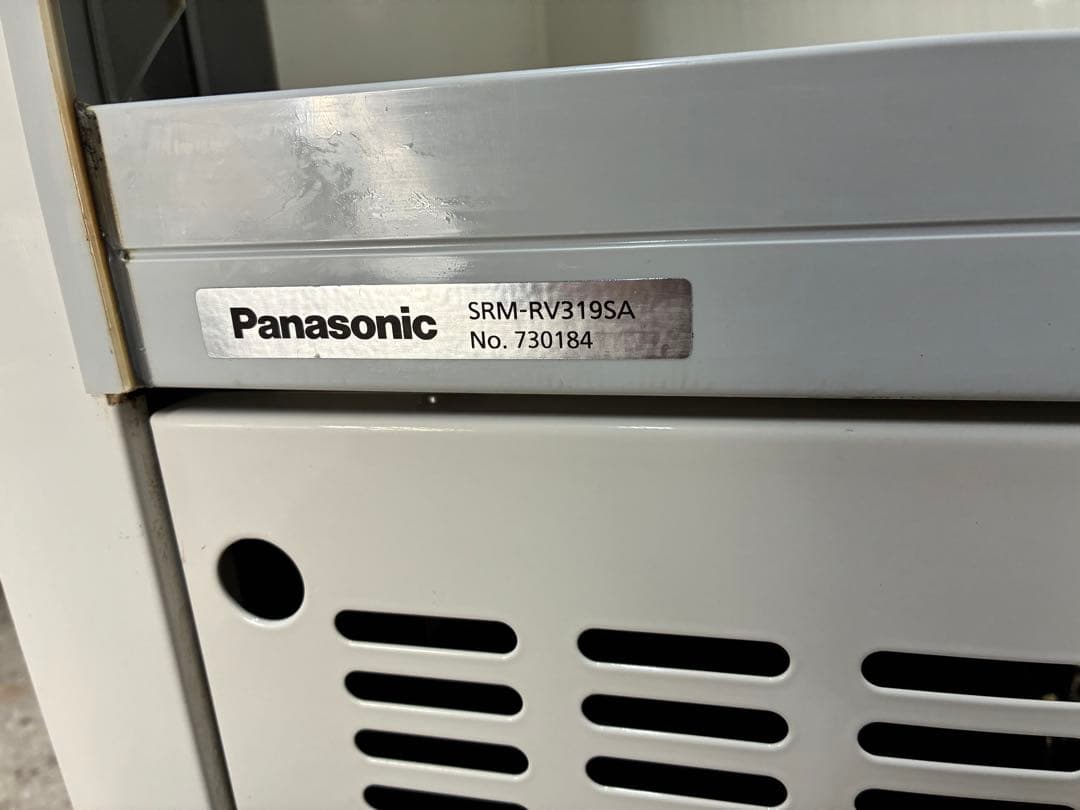 Panasonic
SRM-RV319SA
No. 730184